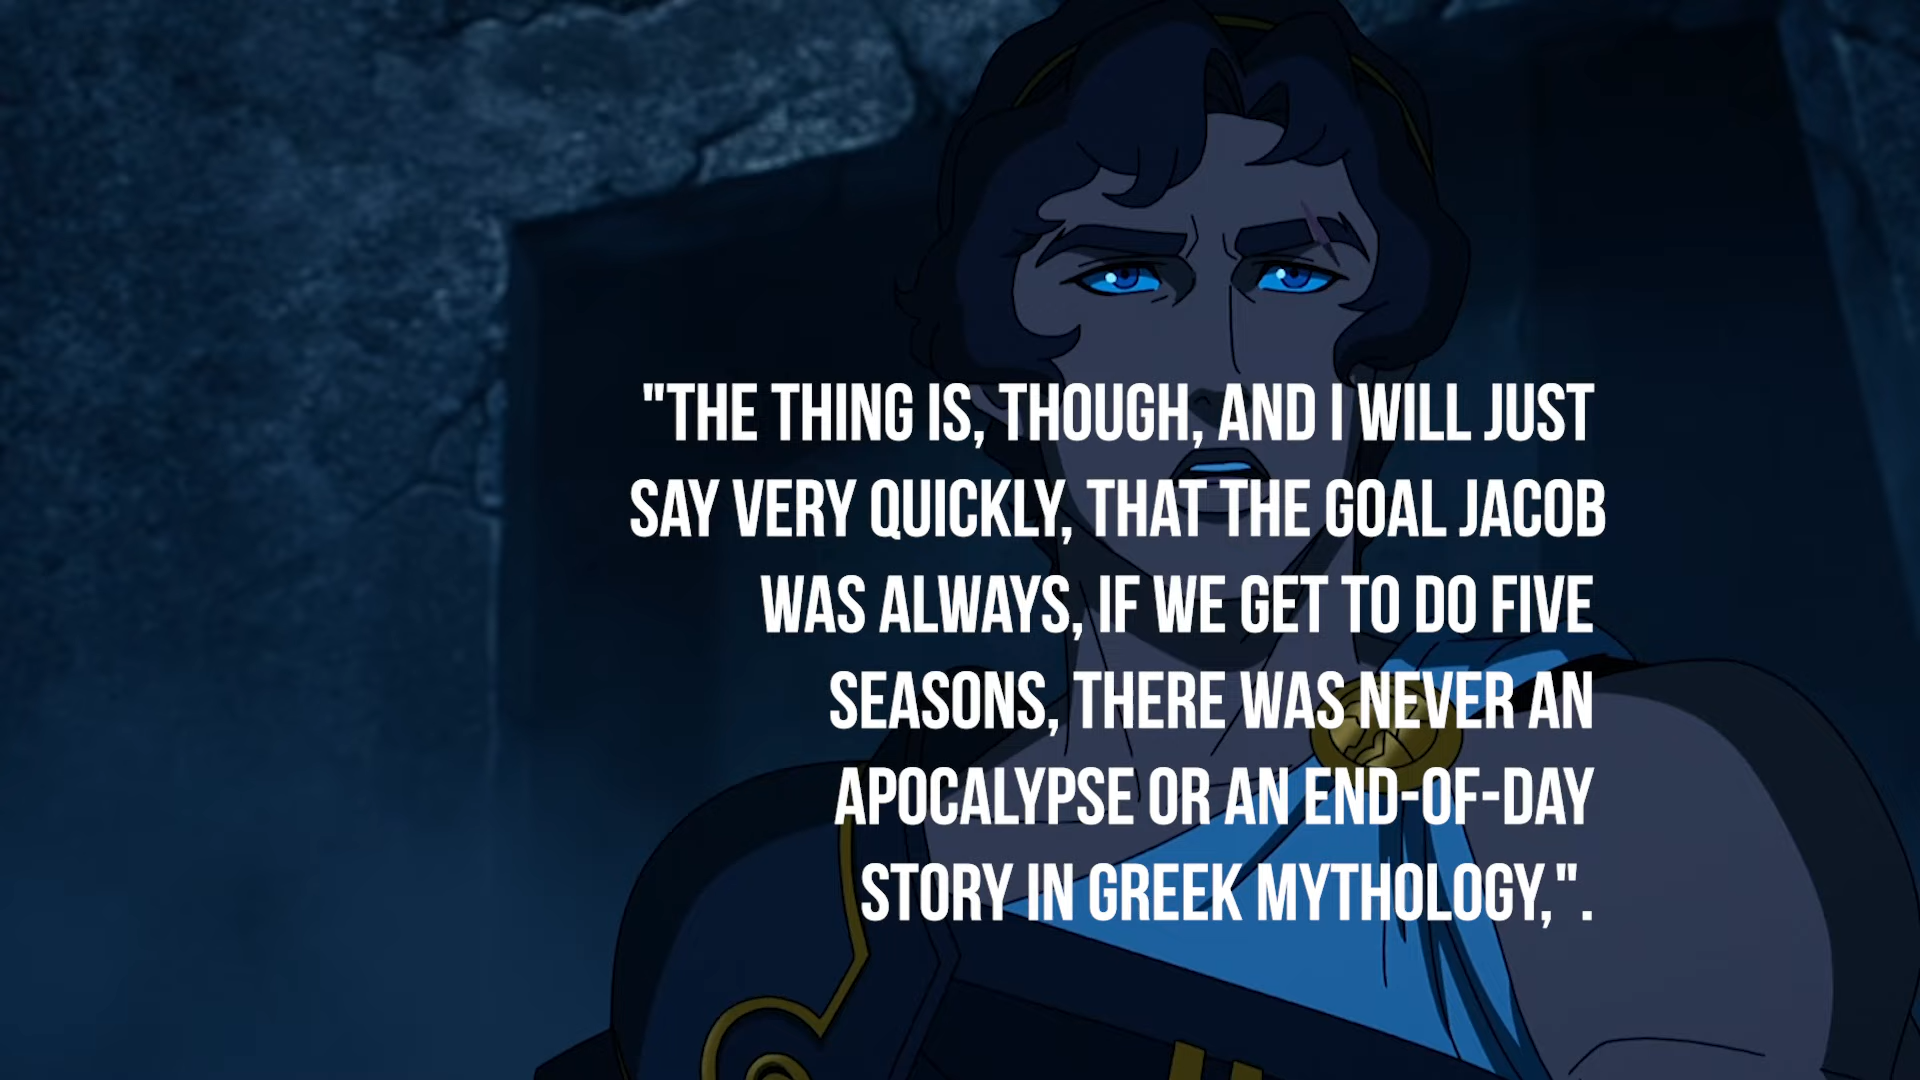 "THE THING IS, THOUGH, AND I WILL JUST
SAY VERY QUICKLY, THAT THE GOAL JACOB
WAS ALWAYS, IF WE GET TO DO FIVE
SEASONS, THERE WAS NEVER AN
APOCALYPSE OR AN END-OF-DAY
STORY IN GREEK MYTHOLOGY,".